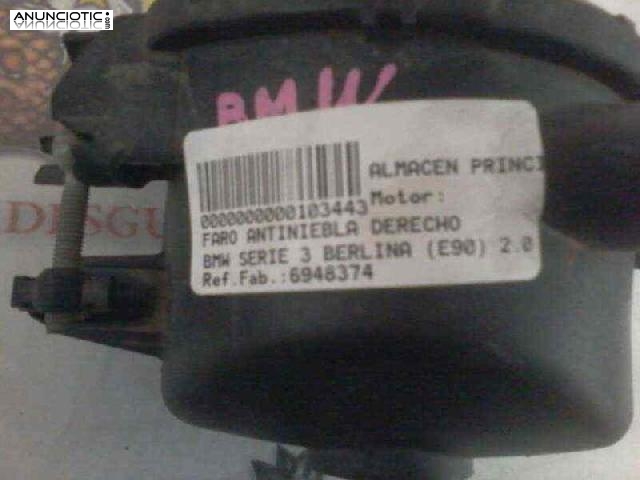 ANUNCIOTIC
BMW
ALMACEN PRINCI
Motor:
0000000000103443
FARO ANTINIEBLA DERECHO
BMW SERIE 3 BERLINA (E90) 2.0
Ref.Fab.:6948374
DESGU